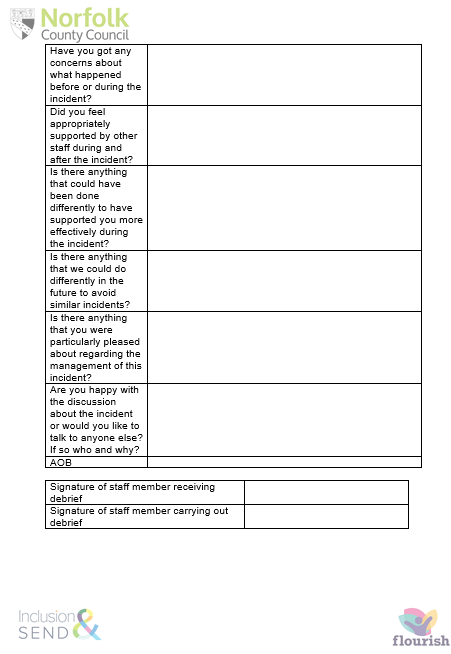 Norfolk
County Council
Have you got any
concerns about
what happened
before or during the
incident?
Did you feel
appropriately
supported by other
staff during and
after the incident?
Is there anything
that could have
been done
differently to have
supported you more
effectively during
the incident?
Is there anything
that we could do
differently in the
future to avoid
similar incidents?
Is there anything
that you were
particularly pleased
about regarding the
management of this
incident?
Are you happy with
the discussion
about the incident
or would you like to
talk to anyone else?
If so who and why?
AOB
Signature of staff member receiving
debrief
Signature of staff member carrying out
debrief
Inclusion
SEND &
flourish